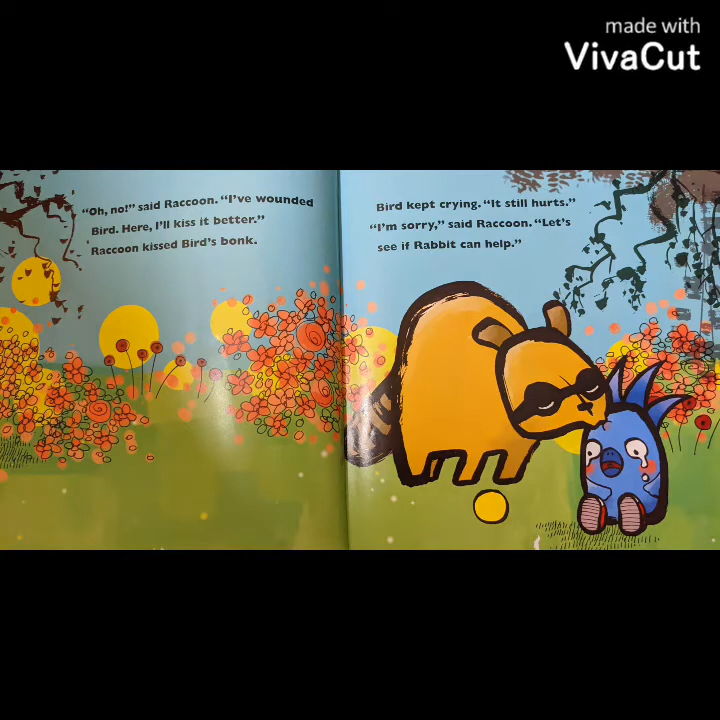 made with
VivaCut
"Oh, no!" said Raccoon. "I've wounded
Bird. Here, I'll kiss it better."
Raccoon kissed Bird's bonk.
Bird kept crying. "It still hurts."
"I'm sorry," said Raccoon. "Let's
see if Rabbit can help."